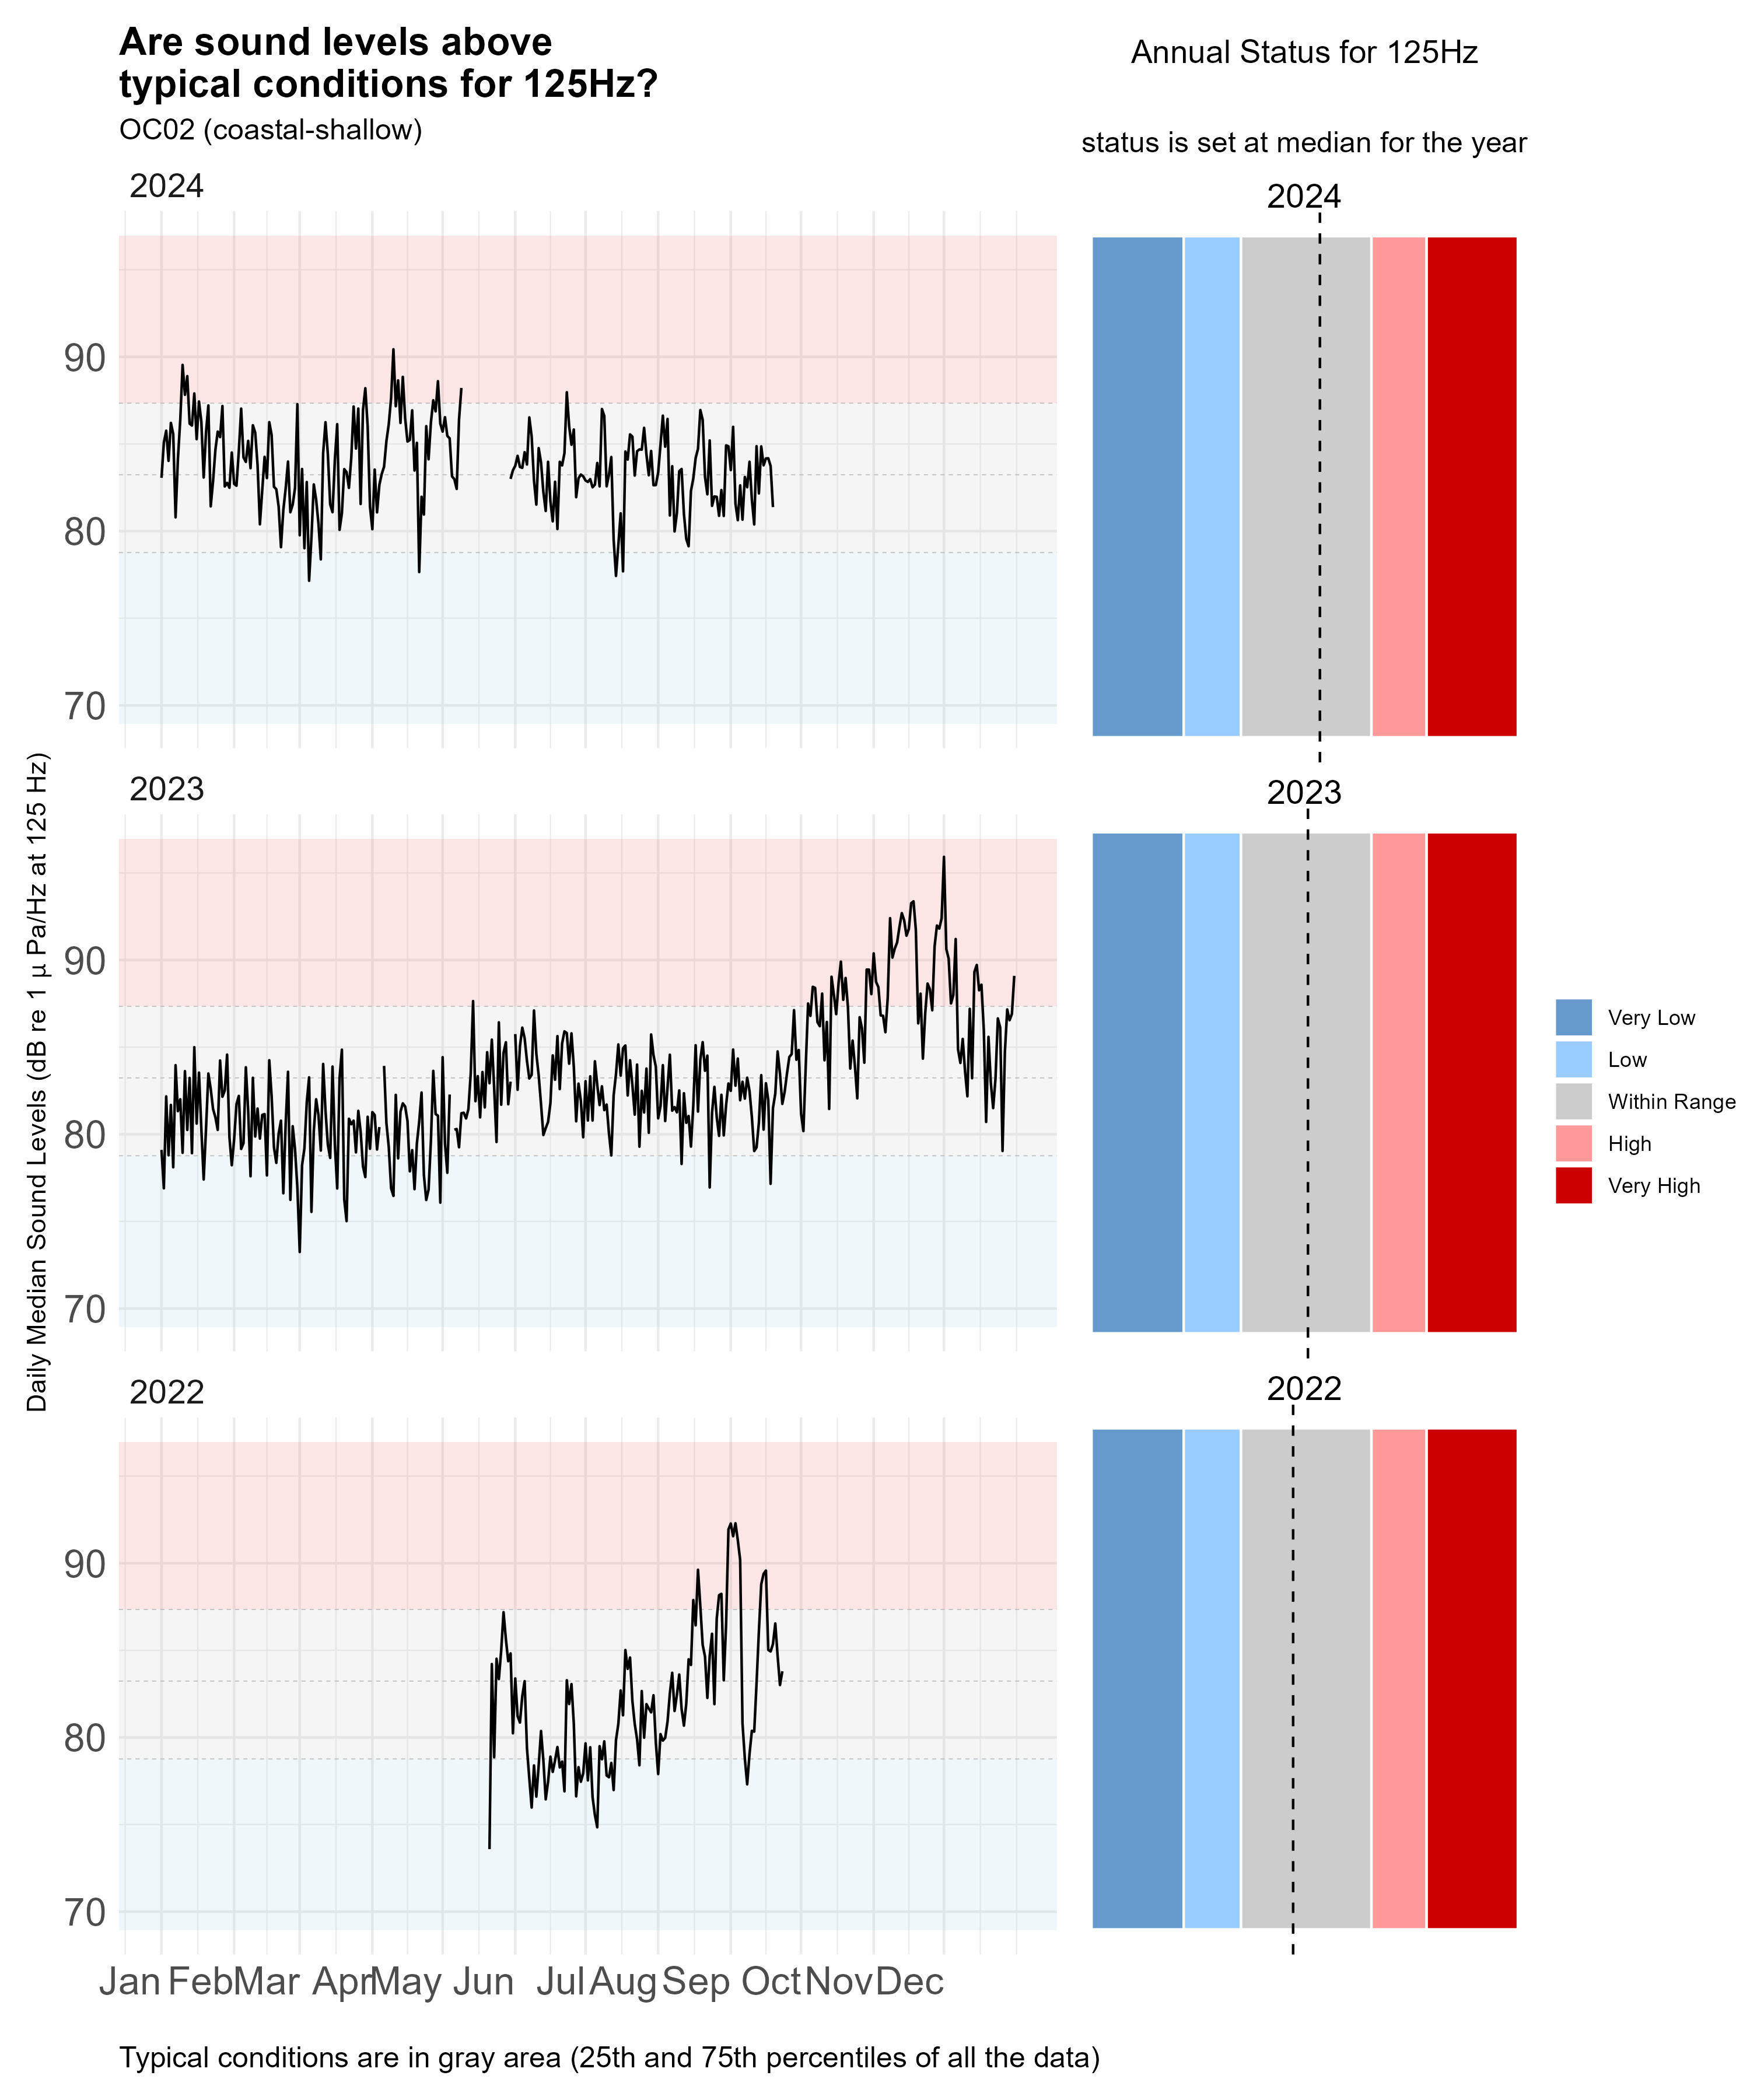 Are sound levels above
typical conditions for 125Hz?
OC02 (coastal-shallow)
Annual Status for 125Hz
status is set at median for the year
2024
90
80
70
2024
2023
90
80
70
2023
2022
90
80
70
2022
Daily Median Sound Levels (dB re 1 µ Pa/Hz at 125 Hz)
Jan Feb Mar Apr May Jun Jul Aug Sep Oct Nov Dec
Very Low
Low
Within Range
High
Very High
Typical conditions are in gray area (25th and 75th percentiles of all the data)